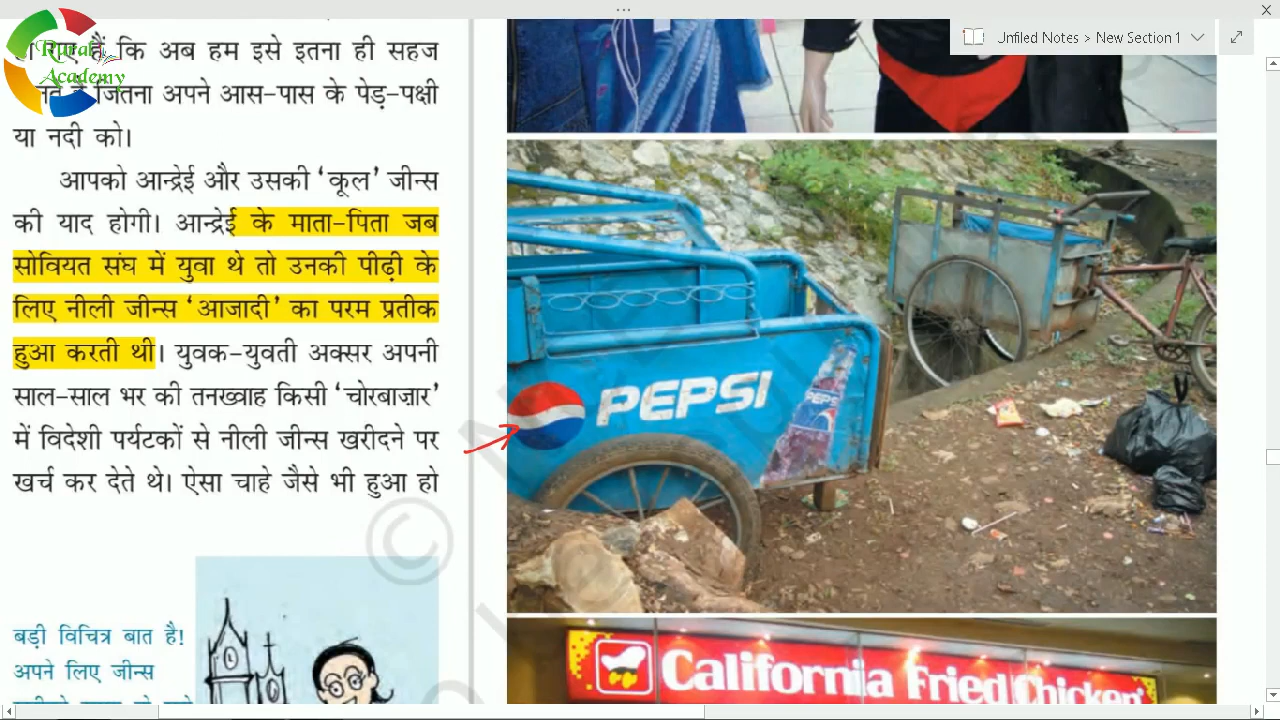 Rural
Academy
कि अब हम इसे इतना ही सहज
जितना अपने आस-पास के पेड़-पक्षी
या नदी को।
आपको आन्द्रेई और उसकी 'कूल' जीन्स
की याद होगी। आन्द्रेई के माता-पिता जब
सोवियत संघ में युवा थे तो उनकी पीढ़ी के
लिए नीली जीन्स 'आजादी' का परम प्रतीक
हुआ करती थी। युवक-युवती अक्सर अपनी
साल-साल भर की तनख्वाह किसी 'चोरबाज़ार'
में विदेशी पर्यटकों से नीली जीन्स खरीदने पर
खर्च कर देते थे। ऐसा चाहे जैसे भी हुआ हो
बड़ी विचित्र बात है!
अपने लिए जीन्स
Unfiled Notes > New Section 1
PEPSI
PEPSI
California Fried Chicken